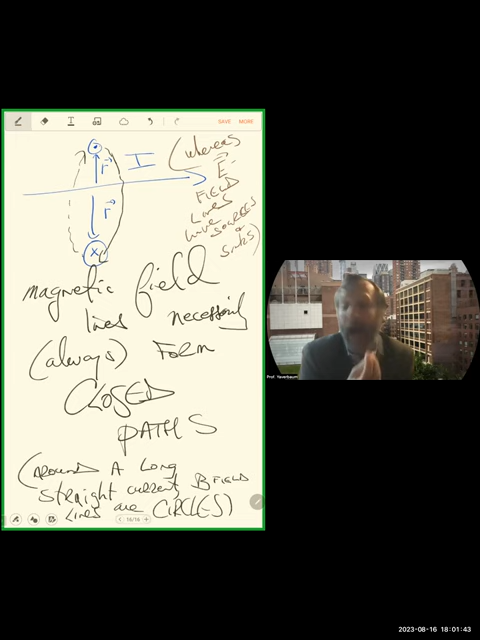 SAVE MORE
I
r
r
(whereas
E
FIELD
Lines
have
SOURCES
&
sinks)
magnetic field
lines necessarily
(always) FORM
CLOSED
PATHS
(AROUND A Long
straight current, B FIELD
Lines are CIRCLES)
16/16
Prof. Yaverbaum
2023-08-16 18:01:43